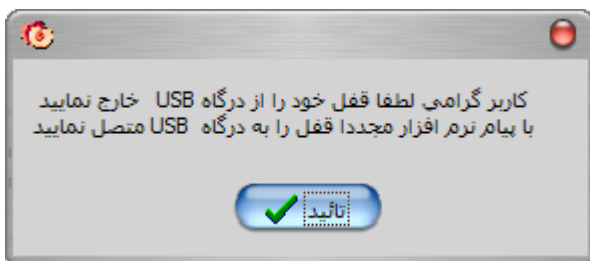 کاربر گرامی لطفا قفل خود را از درگاه USB خارج نمایید
با پیام نرم افزار مجددا قفل را به درگاه USB متصل نمایید
تائید